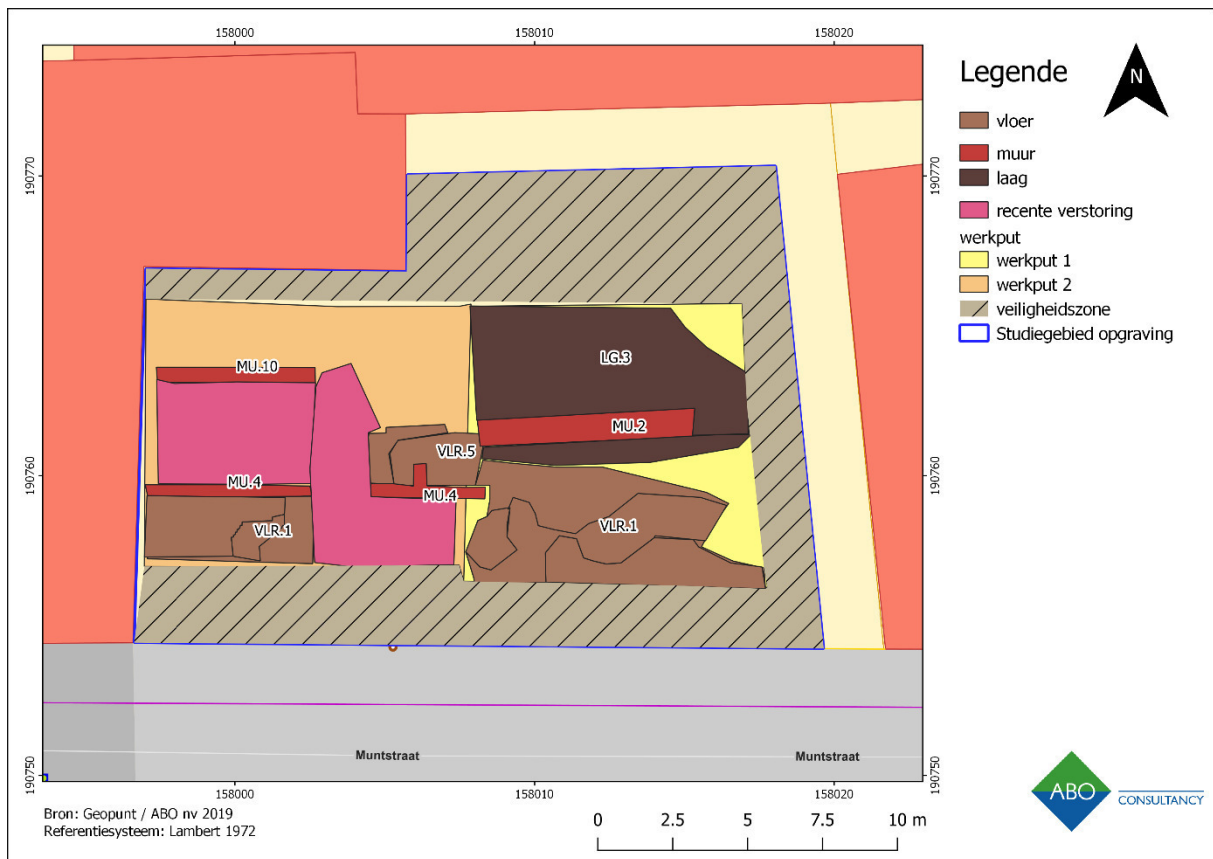 158000 158010 158020
190770 190770
190760 190760
190750 190750
MU.10
LG.3
MU.2
VLR.5
MU.4
MU.4
VLR.1
VLR.1
Muntstraat Muntstraat
158000 158010 158020
Legende
N
vloer
muur
laag
recente verstoring
werkput
werkput 1
werkput 2
veiligheidszone
Studiegebied opgraving
Bron: Geopunt / ABO nv 2019
Referentiesysteem: Lambert 1972
0 2.5 5 7.5 10 m
ABO
CONSULTANCY